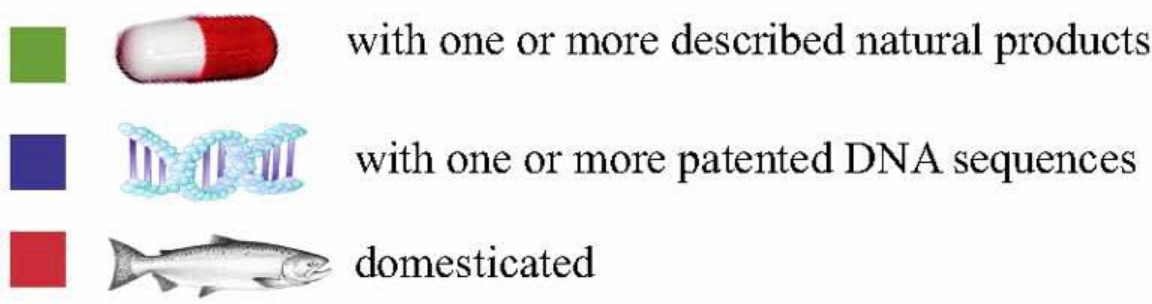 with one or more described natural products
with one or more patented DNA sequences
domesticated